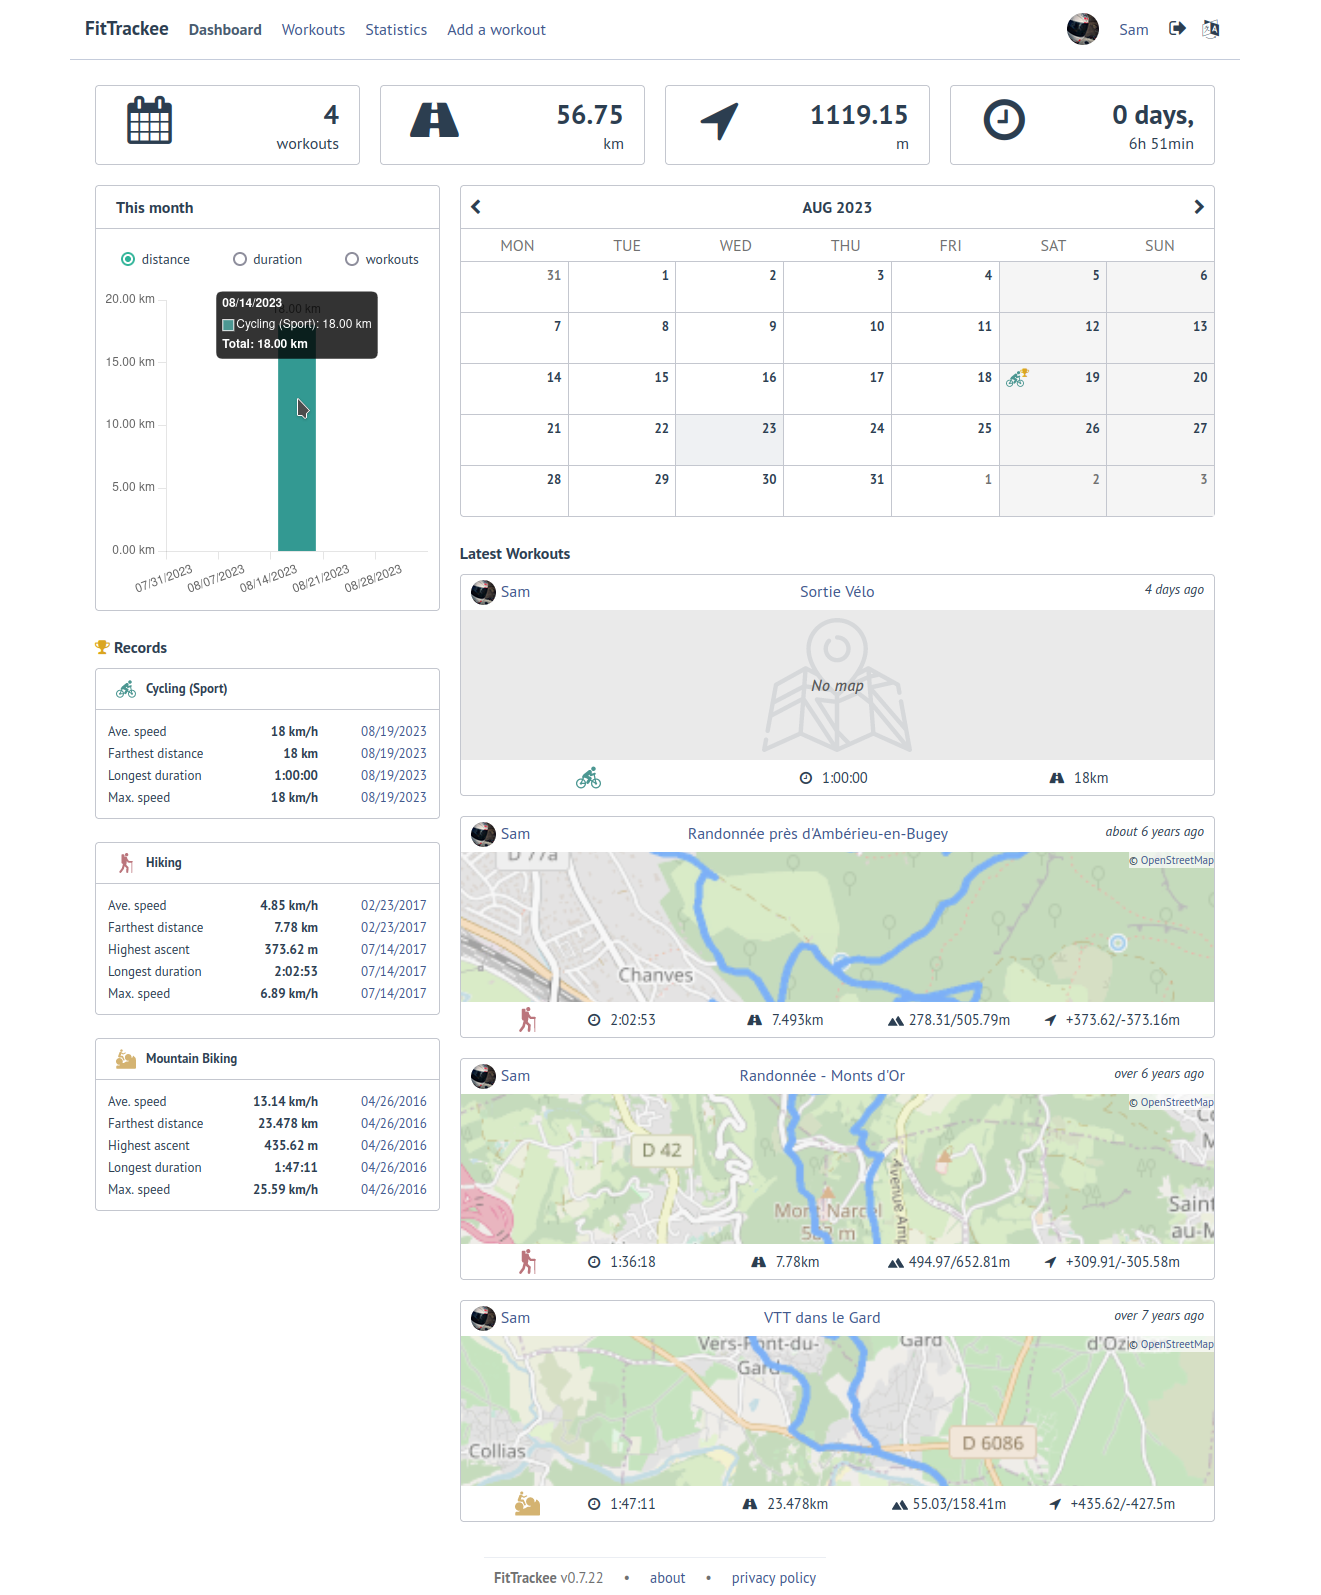 FitTrackee Dashboard Workouts Statistics Add a workout Sam
4
workouts
56.75
km
1119.15
m
0 days,
6h 51min
This month
distance duration workouts
20.00 km
15.00 km
10.00 km
5.00 km
0.00 km
08/14/2023
18.00 km
Cycling (Sport): 18.00 km
Total: 18.00 km
07/31/2023 08/07/2023 08/14/2023 08/21/2023 08/28/2023
AUG 2023
MON TUE WED THU FRI SAT SUN
31 1 2 3 4 5 6
7 8 9 10 11 12 13
14 15 16 17 18 19 20
21 22 23 24 25 26 27
28 29 30 31 1 2 3
Records
Cycling (Sport)
Ave. speed 18 km/h 08/19/2023
Farthest distance 18 km 08/19/2023
Longest duration 1:00:00 08/19/2023
Max. speed 18 km/h 08/19/2023
Hiking
Ave. speed 4.85 km/h 02/23/2017
Farthest distance 7.78 km 02/23/2017
Highest ascent 373.62 m 07/14/2017
Longest duration 2:02:53 07/14/2017
Max. speed 6.89 km/h 07/14/2017
Mountain Biking
Ave. speed 13.14 km/h 04/26/2016
Farthest distance 23.478 km 04/26/2016
Highest ascent 435.62 m 04/26/2016
Longest duration 1:47:11 04/26/2016
Max. speed 25.59 km/h 04/26/2016
Latest Workouts
Sam Sortie Vélo 4 days ago
No map
1:00:00 18km
Sam Randonnée près d'Ambérieu-en-Bugey about 6 years ago
D 77a
© OpenStreetMap
Chanves
2:02:53 7.493km 278.31/505.79m +373.62/-373.16m
Sam Randonnée - Monts d'Or over 6 years ago
© OpenStreetMap
D 42
Mont Narcel
Saint
au-M
1:36:18 7.78km 494.97/652.81m +309.91/-305.58m
Sam VTT dans le Gard over 7 years ago
Vers-Pont-du-
Gard
Gard
© OpenStreetMap
Collias
D 6086
1:47:11 23.478km 55.03/158.41m +435.62/-427.5m
FitTrackee v0.7.22 • about • privacy policy